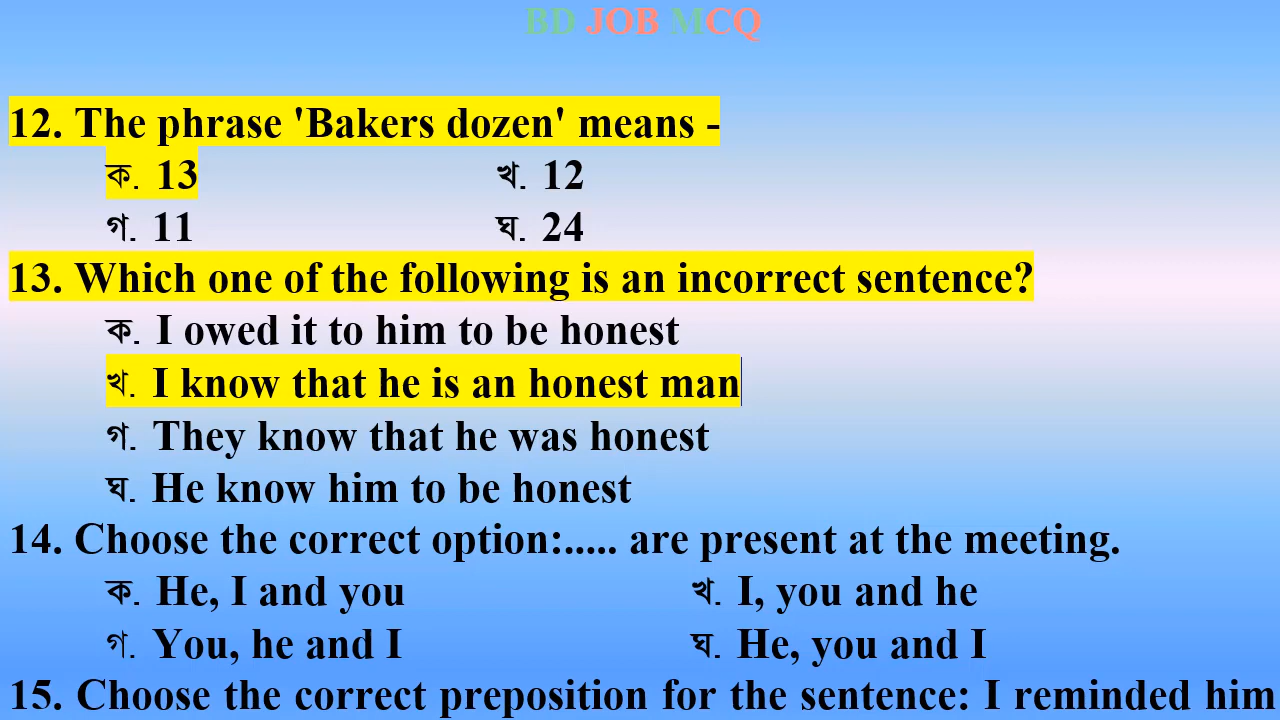 BD JOB MCQ
12. The phrase 'Bakers dozen' means -
ক. 13 খ. 12
গ. 11 ঘ. 24
13. Which one of the following is an incorrect sentence?
ক. I owed it to him to be honest
খ. I know that he is an honest man
গ. They know that he was honest
ঘ. He know him to be honest
14. Choose the correct option:..... are present at the meeting.
ক. He, I and you খ. I, you and he
গ. You, he and I ঘ. He, you and I
15. Choose the correct preposition for the sentence: I reminded him